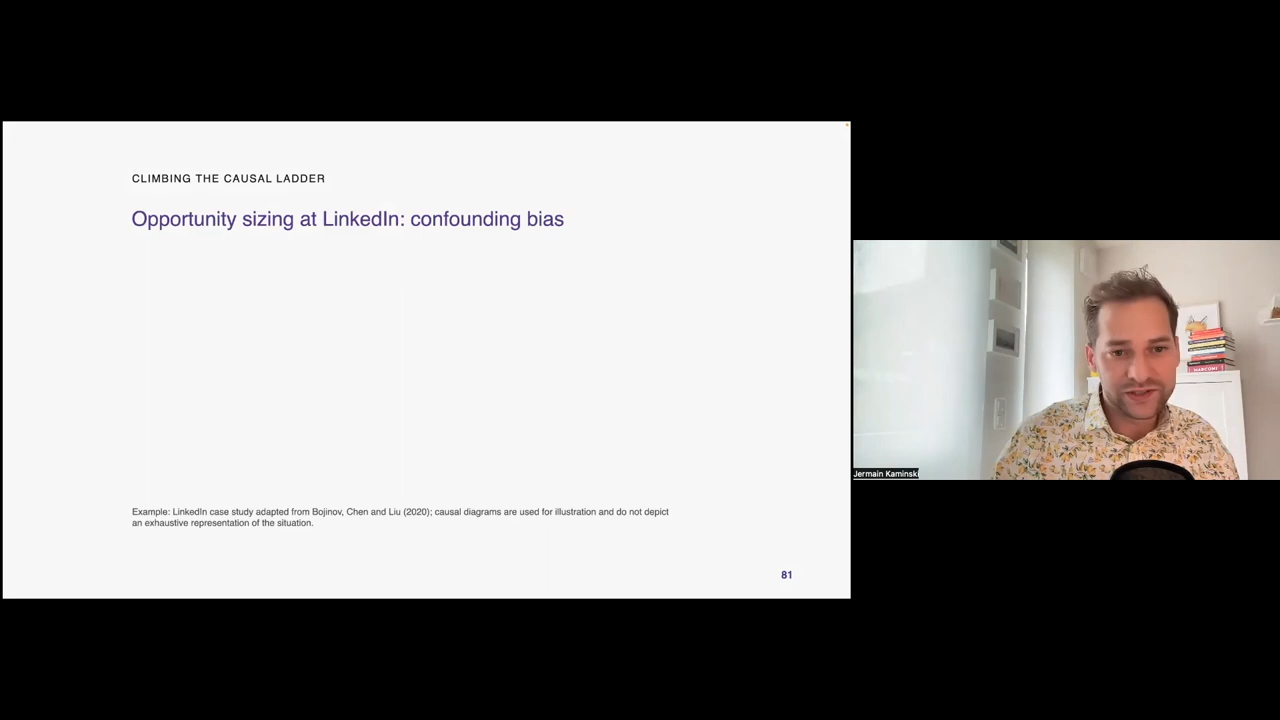 CLIMBING THE CAUSAL LADDER
Opportunity sizing at LinkedIn: confounding bias
Example: LinkedIn case study adapted from Bojinov, Chen and Liu (2020); causal diagrams are used for illustration and do not depict
an exhaustive representation of the situation.
81
MARCONI
Jermain Kaminski